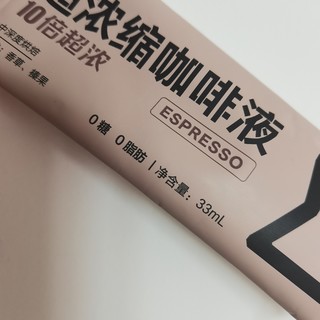 超浓缩咖啡液
10倍超浓
ESPRESSO
中深度烘焙
香草、榛果
0糖 0脂肪 | 净含量：33mL